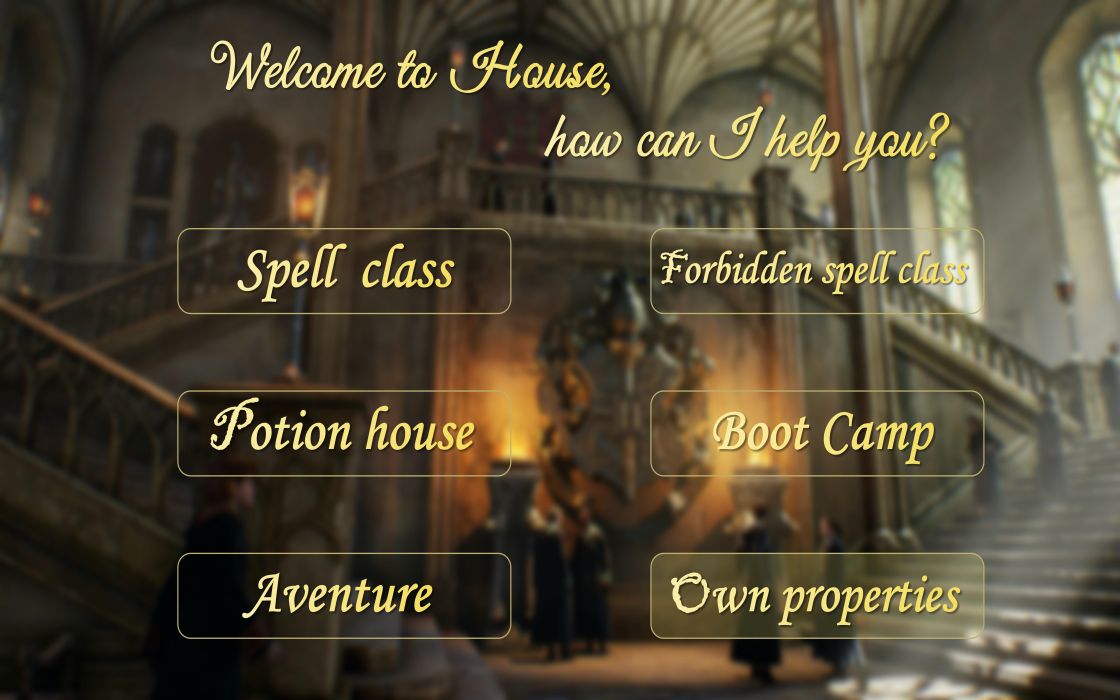 Welcome to House,
how can I help you?
Spell class
Forbidden spell class
Potion house
Boot Camp
Aventure
Own properties